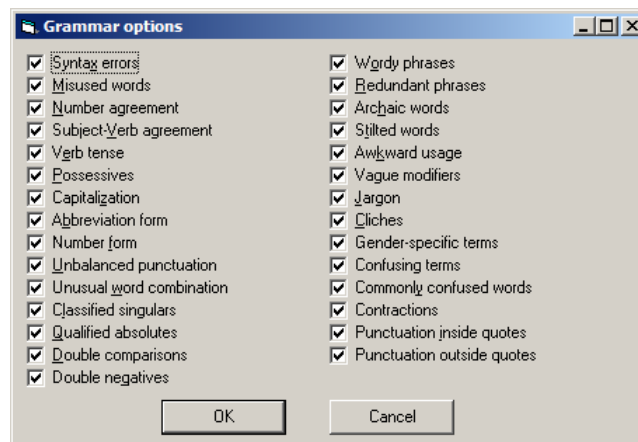 Grammar options
Syntax errors
Misused words
Number agreement
Subject-Verb agreement
Verb tense
Possessives
Capitalization
Abbreviation form
Number form
Unbalanced punctuation
Unusual word combination
Classified singulars
Qualified absolutes
Double comparisons
Double negatives
Wordy phrases
Redundant phrases
Archaic words
Stilted words
Awkward usage
Vague modifiers
Jargon
Cliches
Gender-specific terms
Confusing terms
Commonly confused words
Contractions
Punctuation inside quotes
Punctuation outside quotes
OK
Cancel